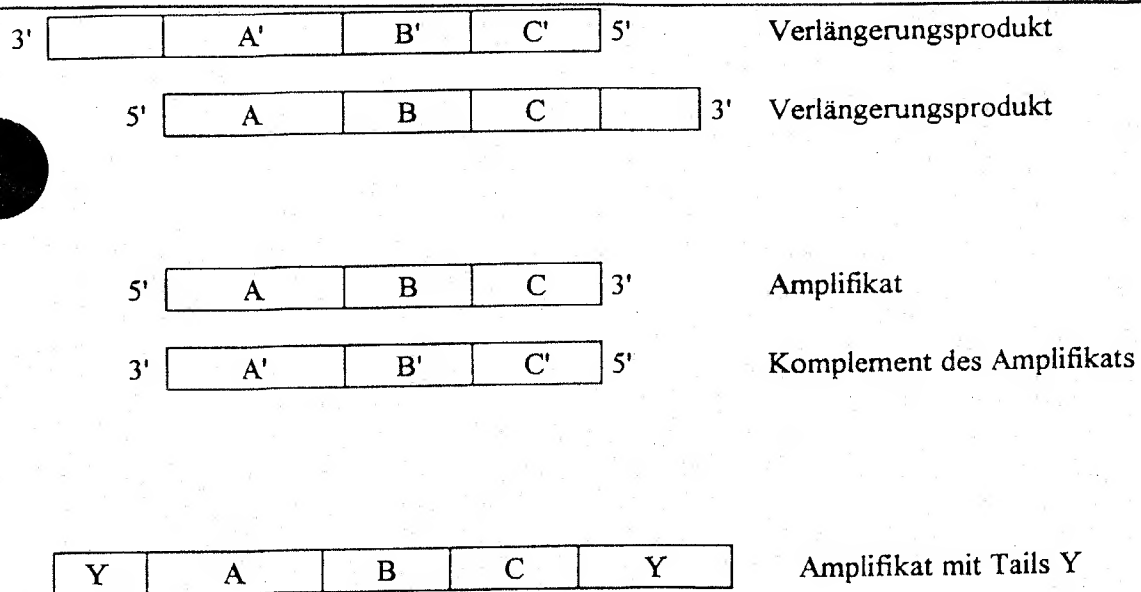 3' A' B' C' 5' Verlängerungsprodukt
5' A B C 3' Verlängerungsprodukt
5' A B C 3' Amplifikat
3' A' B' C' 5' Komplement des Amplifikats
Y A B C Y Amplifikat mit Tails Y